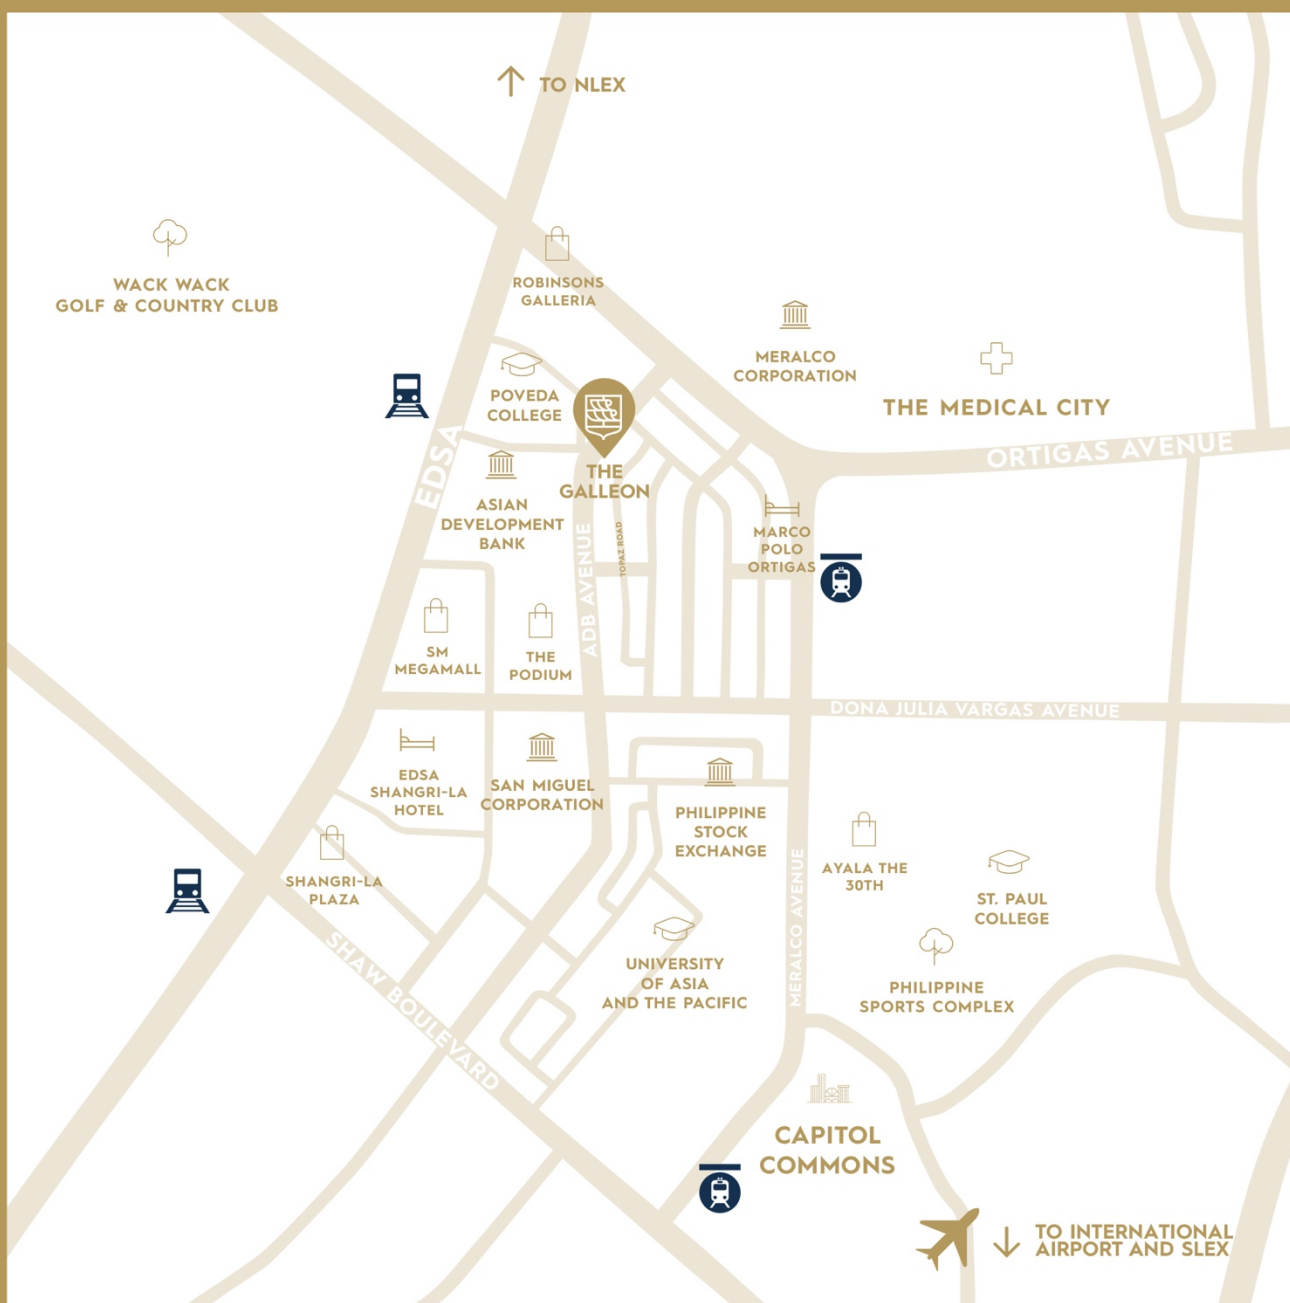 TO NLEX
WACK WACK
GOLF & COUNTRY CLUB
ROBINSONS
GALLERIA
MERALCO
CORPORATION
THE MEDICAL CITY
POVEDA
COLLEGE
ORTIGAS AVENUE
EDSA
THE
GALLEON
ASIAN
DEVELOPMENT
BANK
TOPAZ ROAD
ADB AVENUE
MARCO
POLO
ORTIGAS
SM
MEGAMALL
THE
PODIUM
DONA JULIA VARGAS AVENUE
EDSA
SHANGRI-LA
HOTEL
SAN MIGUEL
CORPORATION
PHILIPPINE
STOCK
EXCHANGE
AYALA THE
30TH
SHANGRI-LA
PLAZA
ST. PAUL
COLLEGE
MERALCO AVENUE
SHAW BOULEVARD
UNIVERSITY
OF ASIA
AND THE PACIFIC
PHILIPPINE
SPORTS COMPLEX
CAPITOL
COMMONS
TO INTERNATIONAL
AIRPORT AND SLEX